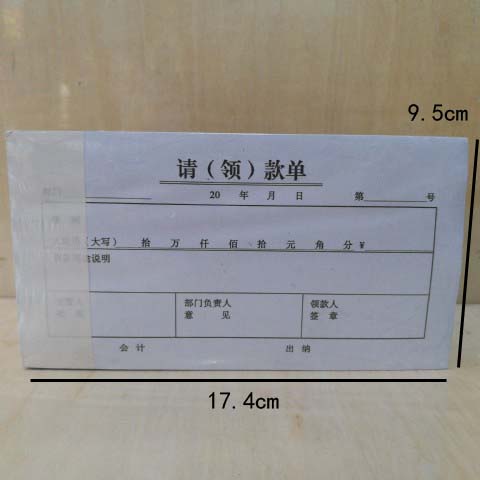 9.5cm
请（领）款单
20 年 月 日 第 号
（大写） 拾 万 仟 佰 拾 元 角 分 ¥
说明
部门负责人 领款人
意 见 签 章
会计 出纳
17.4cm